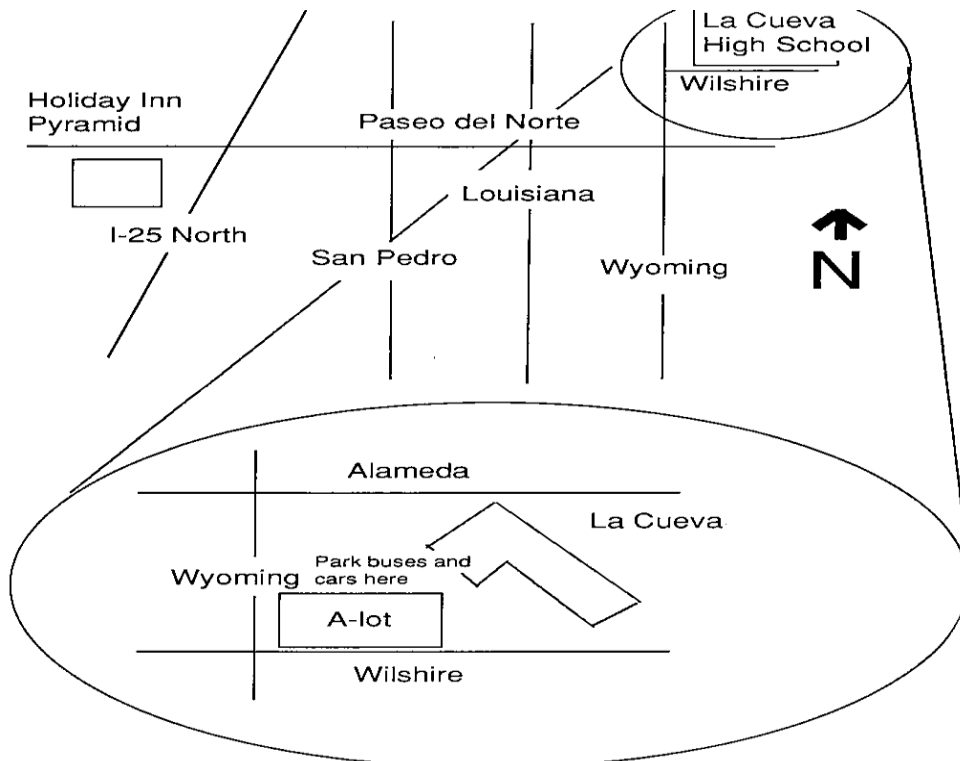 La Cueva
High School
Wilshire
Holiday Inn
Pyramid
Paseo del Norte
Louisiana
I-25 North
San Pedro
Wyoming
N
Alameda
La Cueva
Park buses and
cars here
Wyoming
A-lot
Wilshire